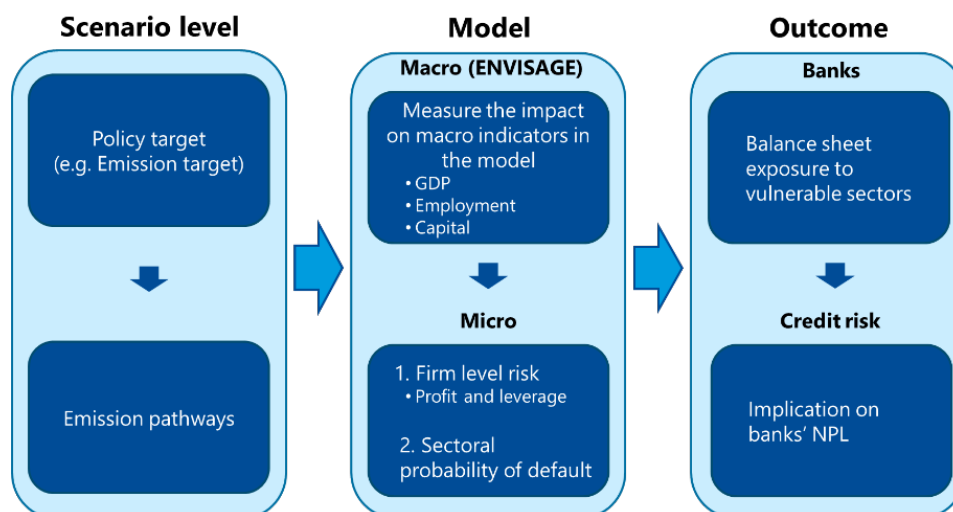 Scenario level
Policy target
(e.g. Emission target)
Emission pathways
Model
Macro (ENVISAGE)
Measure the impact
on macro indicators in
the model
• GDP
• Employment
• Capital
Micro
1. Firm level risk
• Profit and leverage
2. Sectoral
probability of default
Outcome
Banks
Balance sheet
exposure to
vulnerable sectors
Credit risk
Implication on
banks’ NPL